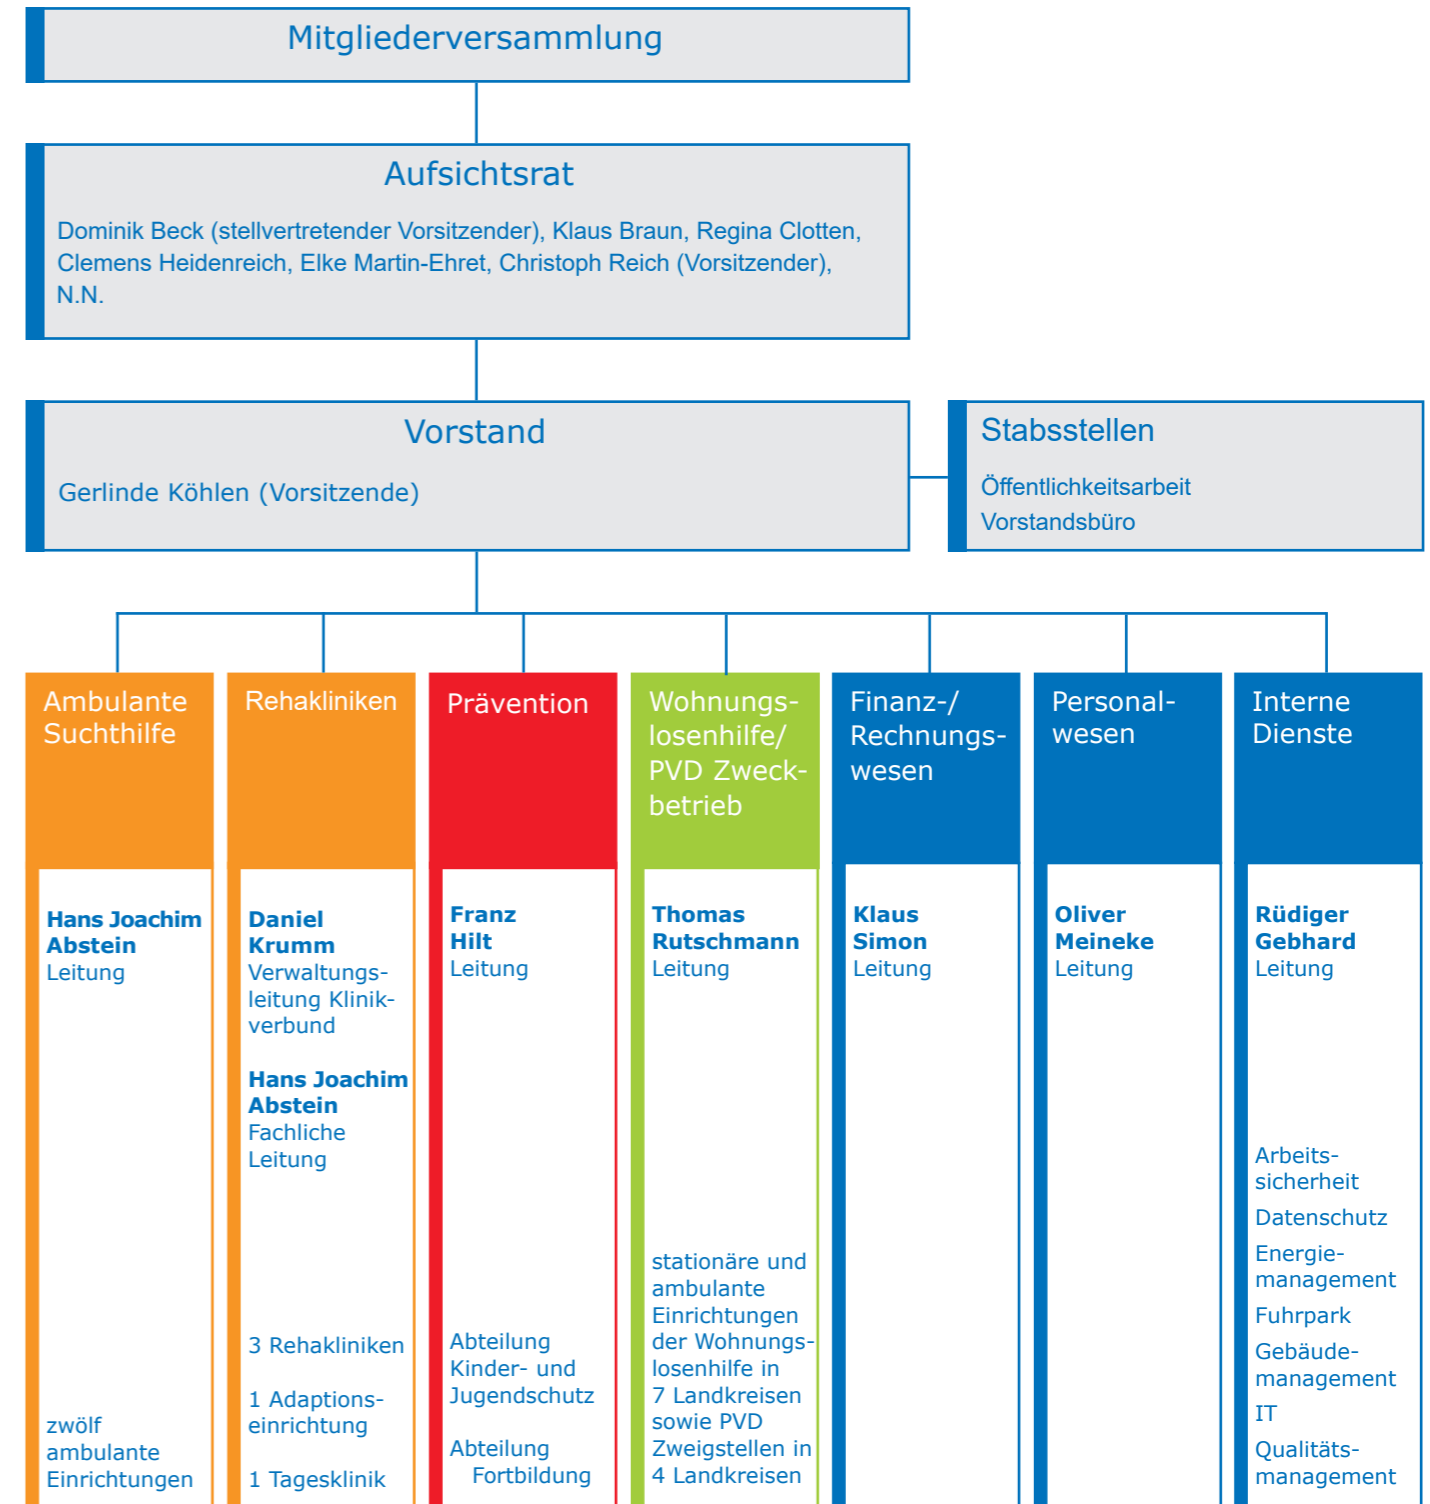 Mitgliederversammlung
Aufsichtsrat
Dominik Beck (stellvertretender Vorsitzender), Klaus Braun, Regina Clotten,
Clemens Heidenreich, Elke Martin-Ehret, Christoph Reich (Vorsitzender),
N.N.
Vorstand
Gerlinde Köhlen (Vorsitzende)
Stabsstellen
Öffentlichkeitsarbeit
Vorstandsbüro
Ambulante
Suchthilfe
Hans Joachim
Abstein
Leitung
zwölf
ambulante
Einrichtungen
Rehakliniken
Daniel
Krumm
Verwaltungs-
leitung Klinik-
verbund
Hans Joachim
Abstein
Fachliche
Leitung
3 Rehakliniken
1 Adaptions-
einrichtung
1 Tagesklinik
Prävention
Franz
Hilt
Leitung
Abteilung
Kinder- und
Jugendschutz
Abteilung
Fortbildung
Wohnungs-
losenhilfe/
PVD Zweck-
betrieb
Thomas
Rutschmann
Leitung
stationäre und
ambulante
Einrichtungen
der Wohnungs-
losenhilfe in
7 Landkreisen
sowie PVD
Zweigstellen in
4 Landkreisen
Finanz-/
Rechnungs-
wesen
Klaus
Simon
Leitung
Personal-
wesen
Oliver
Meineke
Leitung
Interne
Dienste
Rüdiger
Gebhard
Leitung
Arbeits-
sicherheit
Datenschutz
Energie-
management
Fuhrpark
Gebäude-
management
IT
Qualitäts-
management